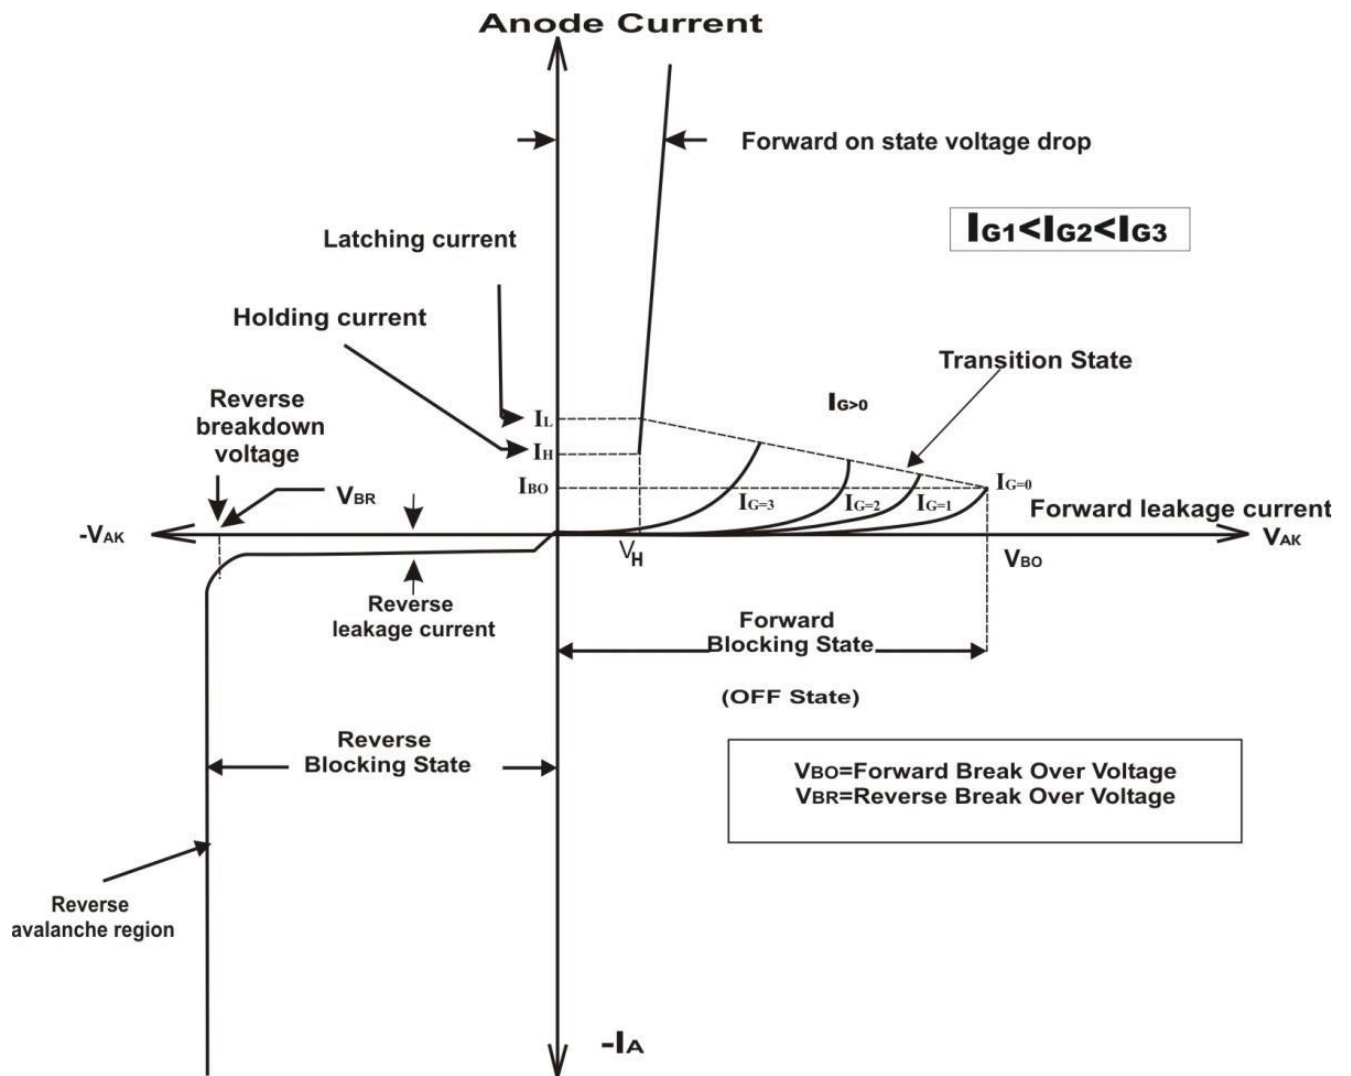 Anode Current
Forward on state voltage drop
IG1<IG2<IG3
Latching current
Holding current
Transition State
Reverse
breakdown
voltage
IG>0
IL
IH
IBO
IG=3
IG=2
IG=1
IG=0
VBR
Forward leakage current
-VAK
VAK
VH
VBO
Reverse
leakage current
Forward
Blocking State
(OFF State)
Reverse
Blocking State
VBO=Forward Break Over Voltage
VBR=Reverse Break Over Voltage
Reverse
avalanche region
-IA